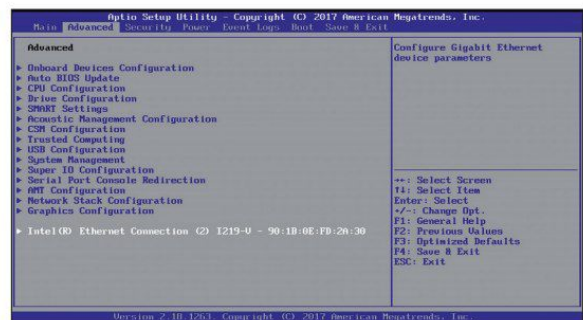 Aptio Setup Utility - Copyright (C) 2017 American Megatrends, Inc.
Main Advanced Security Power Event Logs Boot Save & Exit
Advanced
Onboard Devices Configuration
Auto BIOS Update
CPU Configuration
Drive Configuration
SMART Settings
Acoustic Management Configuration
CSM Configuration
Trusted Computing
USB Configuration
System Management
Super IO Configuration
Serial Port Console Redirection
AMT Configuration
Network Stack Configuration
Graphics Configuration
Intel(R) Ethernet Connection (2) I219-V - 90:1B:0E:FD:2A:30
Configure Gigabit Ethernet
device parameters
→←: Select Screen
↑↓: Select Item
Enter: Select
+/-: Change Opt.
F1: General Help
F2: Previous Values
F3: Optimized Defaults
F4: Save & Exit
ESC: Exit
Version 2.18.1263. Copyright (C) 2017 American Megatrends, Inc.